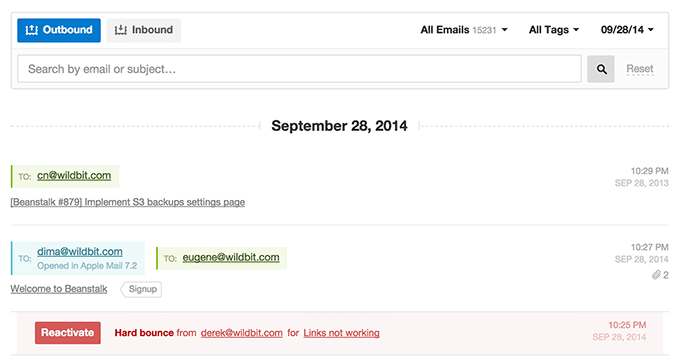 Outbound Inbound All Emails 15231 All Tags 09/28/14
Search by email or subject... Reset
September 28, 2014
TO: cn@wildbit.com 10:29 PM
SEP 28, 2013
[Beanstalk #879] Implement S3 backups settings page
TO: dima@wildbit.com TO: eugene@wildbit.com 10:27 PM
Opened in Apple Mail 7.2 SEP 28, 2014
2
Welcome to Beanstalk Signup
Reactivate Hard bounce from derek@wildbit.com for Links not working 10:25 PM
SEP 28, 2014